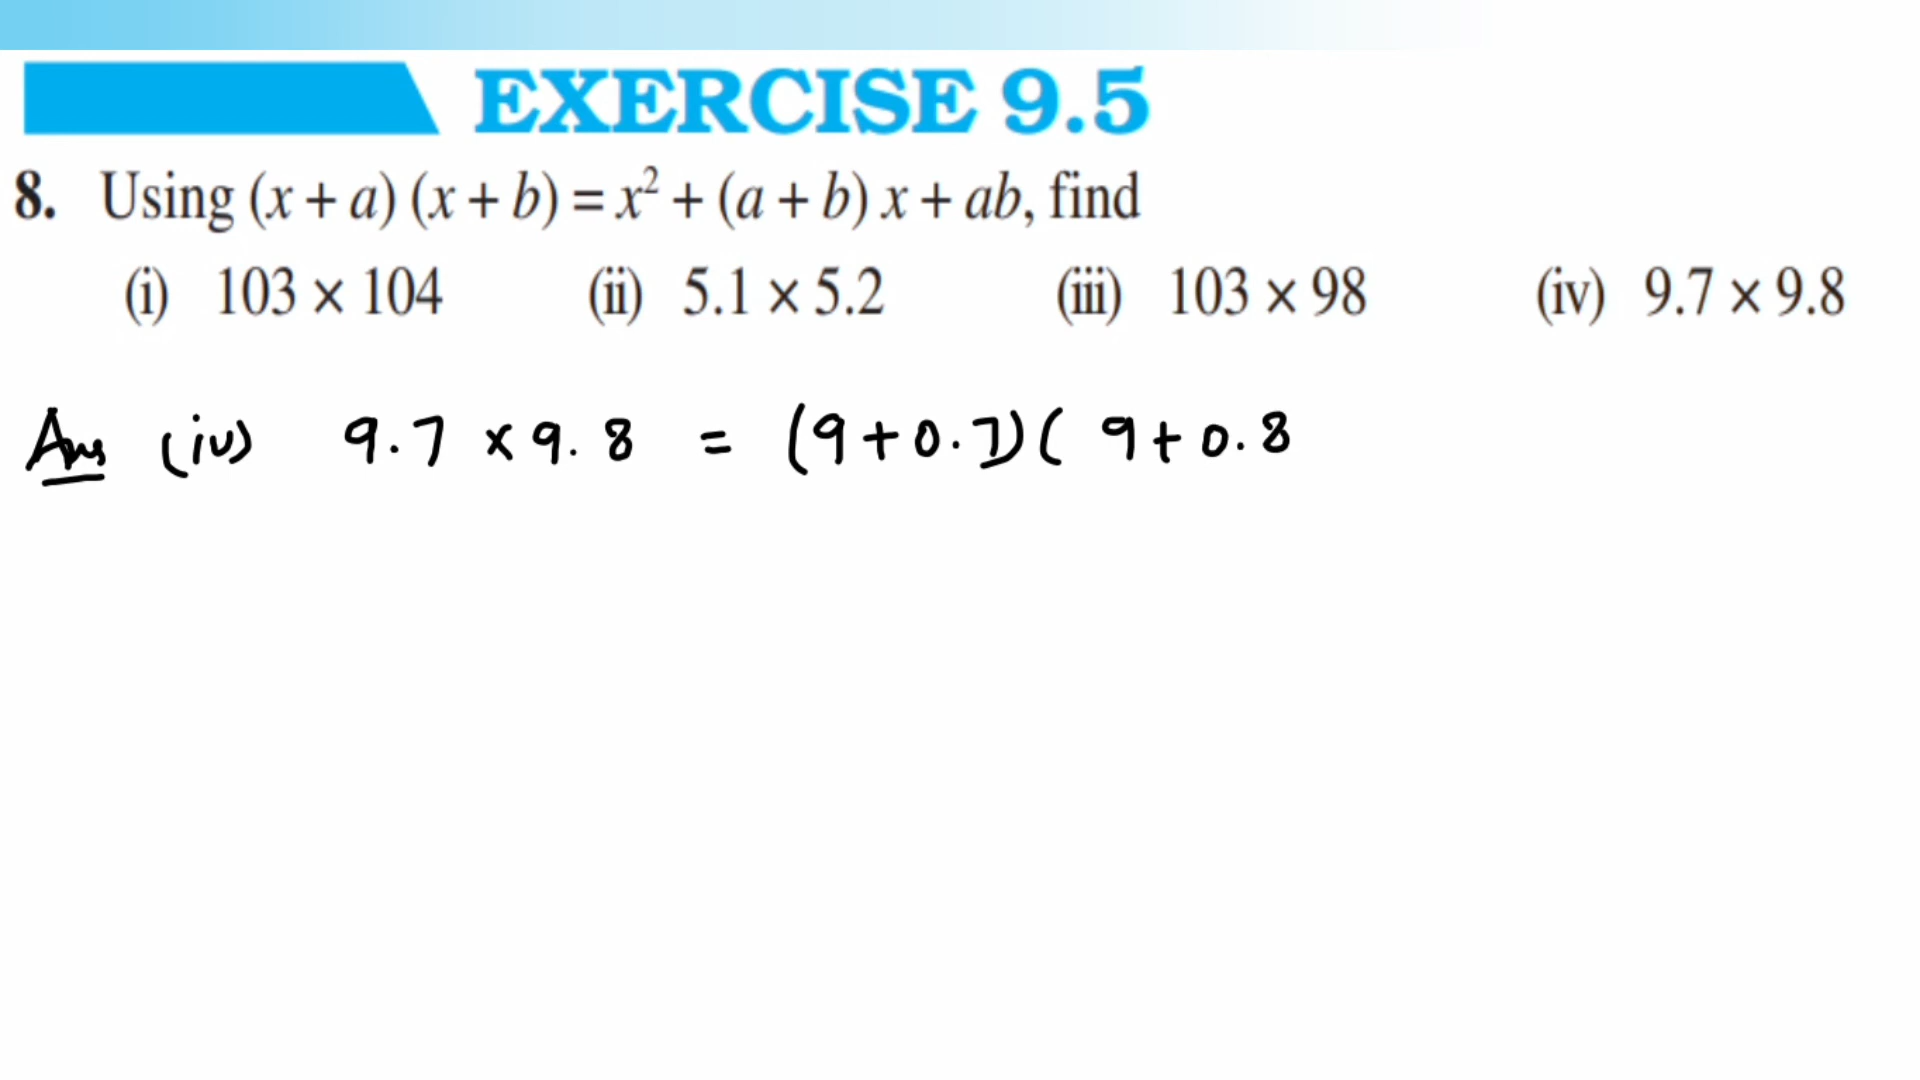 EXERCISE 9.5
8. Using (x + a) (x + b) = x² + (a + b) x + ab, find
(i) 103 × 104 (ii) 5.1 × 5.2 (iii) 103 × 98 (iv) 9.7 × 9.8
Ans (iv) 9.7 × 9.8 = (9+0.7)( 9+0.8